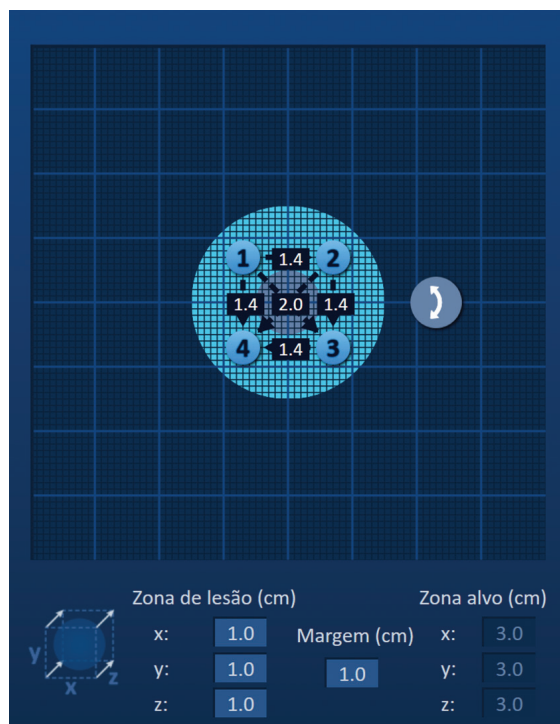 1 1.4 2
1.4 2.0 1.4
4 1.4 3
Zona de lesão (cm) Zona alvo (cm)
x: 1.0 Margem (cm) x: 3.0
y: 1.0 1.0 y: 3.0
z: 1.0 z: 3.0
y x z